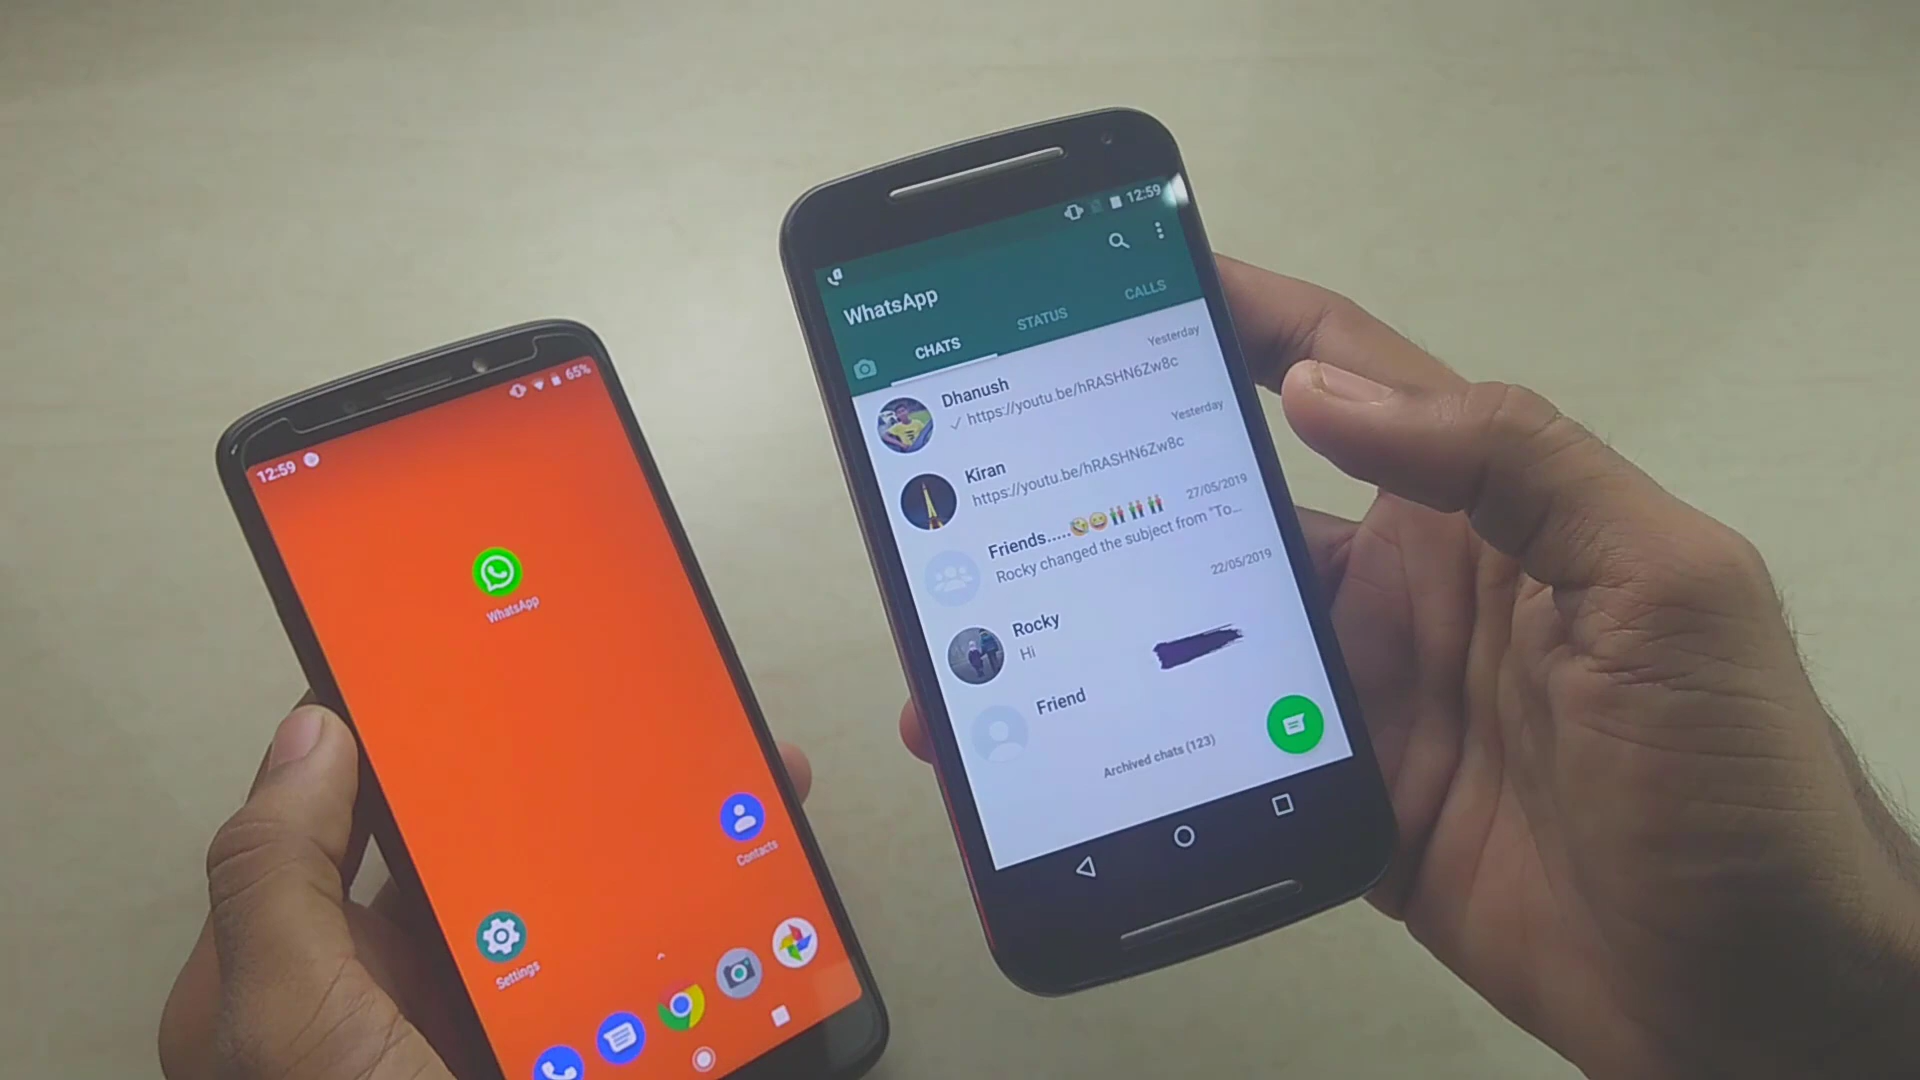 12:59
65%
WhatsApp
Contacts
Settings
12:59
WhatsApp
CHATS
STATUS
CALLS
Dhanush
Yesterday
https://youtu.be/hRASHN6Zw8c
Kiran
Yesterday
https://youtu.be/hRASHN6Zw8c
Friends.....🤣😄👬👬👬
27/05/2019
Rocky changed the subject from "To...
Rocky
22/05/2019
Hi
Friend
Archived chats (123)